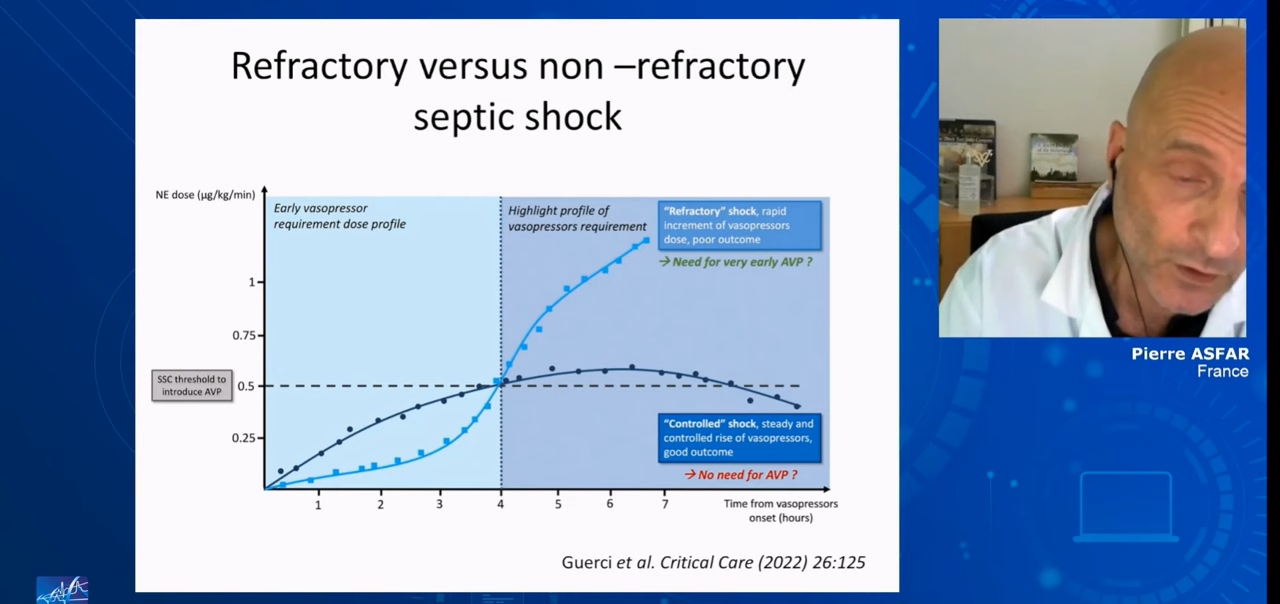 Refractory versus non –refractory
septic shock
NE dose (µg/kg/min)
Early vasopressor
requirement dose profile
Highlight profile of
vasopressors requirement
“Refractory” shock, rapid
increment of vasopressors
dose, poor outcome
→ Need for very early AVP ?
1
0.75
SSC threshold to
introduce AVP
0.5
0.25
“Controlled” shock, steady and
controlled rise of vasopressors,
good outcome
→ No need for AVP ?
1 2 3 4 5 6 7
Time from vasopressors
onset (hours)
Guerci et al. Critical Care (2022) 26:125
Pierre ASFAR
France